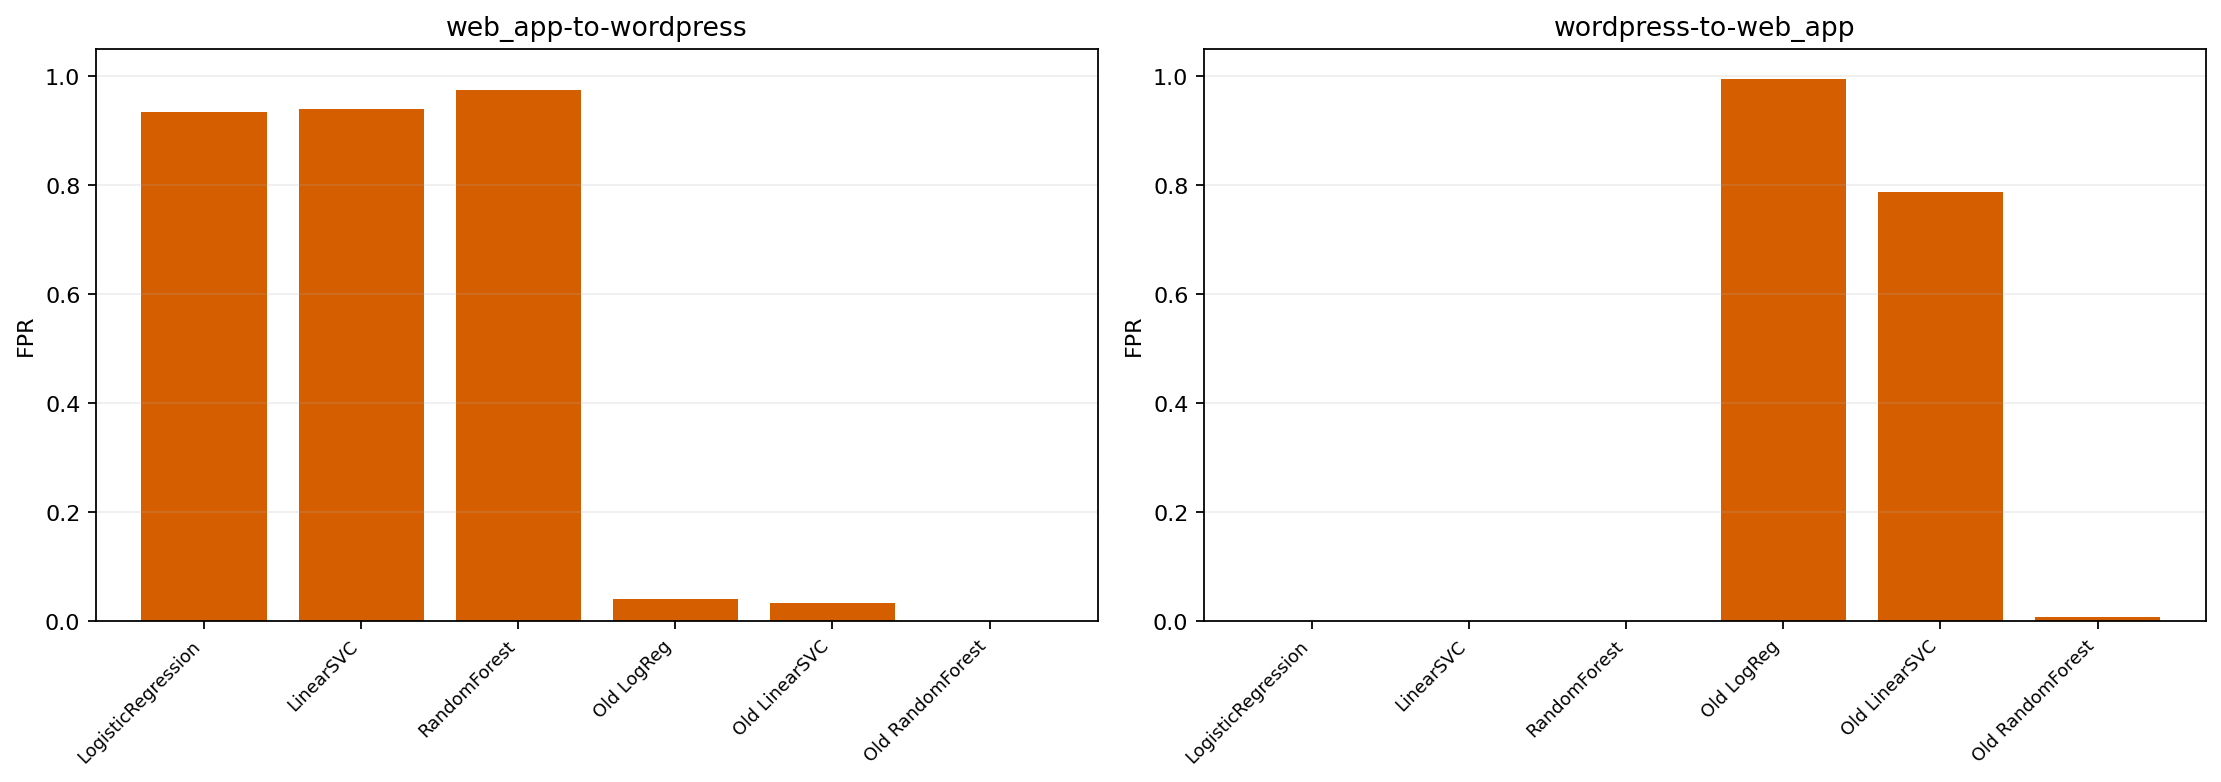 web_app-to-wordpress
FPR
1.0
0.8
0.6
0.4
0.2
0.0
LogisticRegression
LinearSVC
RandomForest
Old LogReg
Old LinearSVC
Old RandomForest
wordpress-to-web_app
FPR
1.0
0.8
0.6
0.4
0.2
0.0
LogisticRegression
LinearSVC
RandomForest
Old LogReg
Old LinearSVC
Old RandomForest